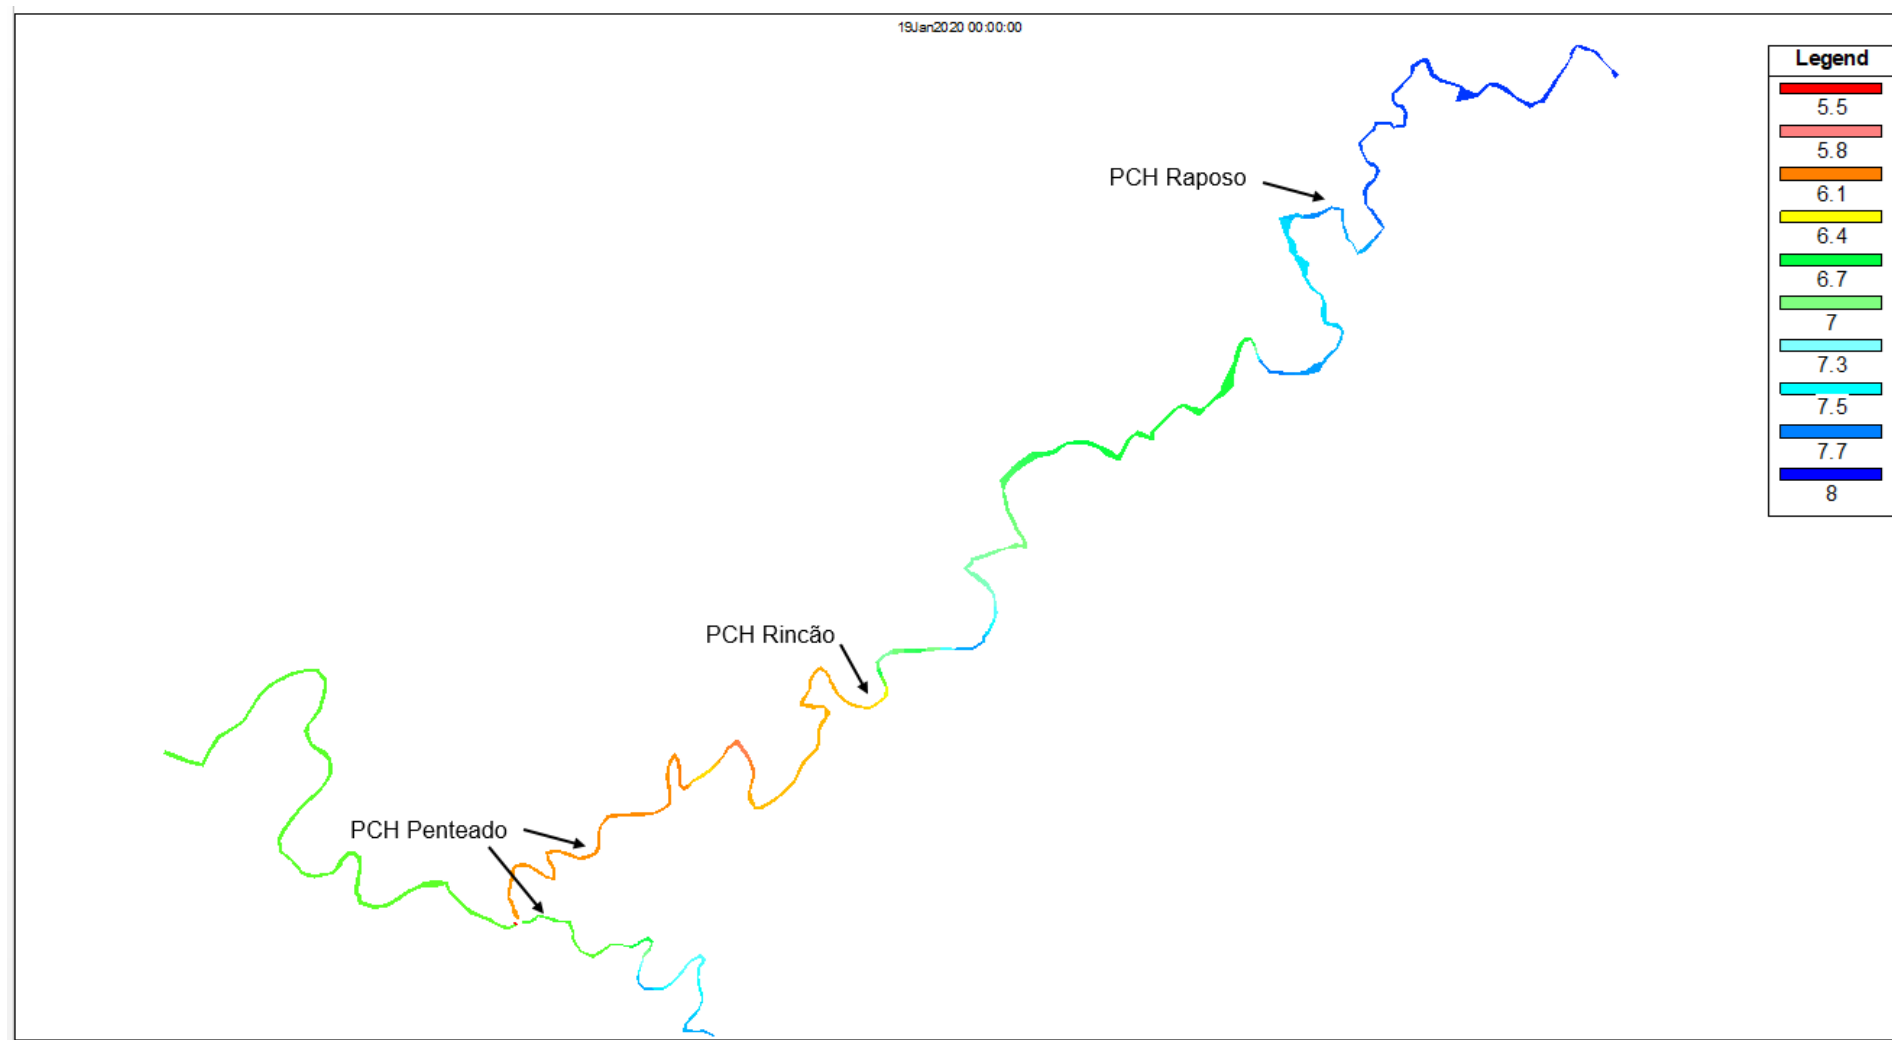 19Jan2020 00:00:00
Legend
5.5
5.8
6.1
6.4
6.7
7
7.3
7.5
7.7
8
PCH Raposo
PCH Rincão
PCH Penteado